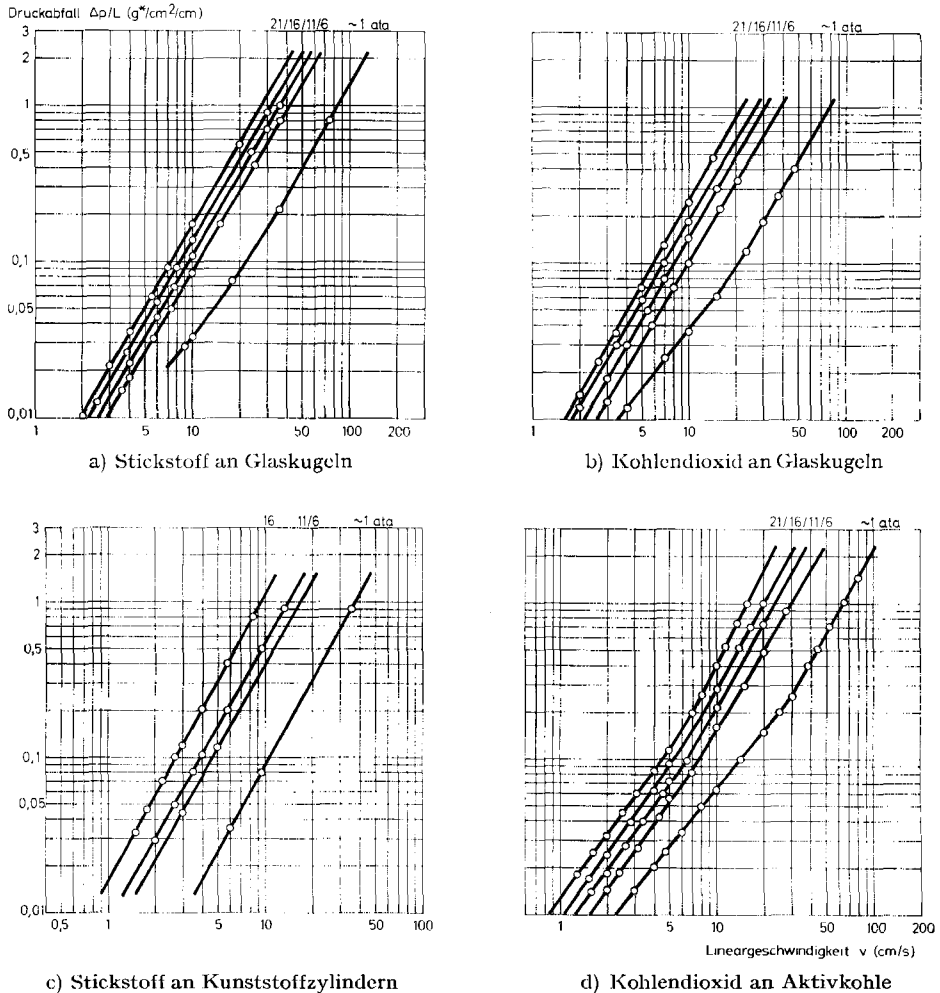 Druckabfall Δp/L (g*/cm²/cm)
21/16/11/6 ~1 ata
3
2
1
0,5
0,1
0,05
0,01
1 5 10 50 100 200
a) Stickstoff an Glaskugeln
21/16/11/6 ~1 ata
1 5 10 50 100 200
b) Kohlendioxid an Glaskugeln
16 11/6 ~1 ata
3
2
1
0,5
0,1
0,05
0,01
0,5 1 5 10 50 100
c) Stickstoff an Kunststoffzylindern
21/16/11/6 ~1 ata
1 5 10 50 100 200
Lineargeschwindigkeit v (cm/s)
d) Kohlendioxid an Aktivkohle